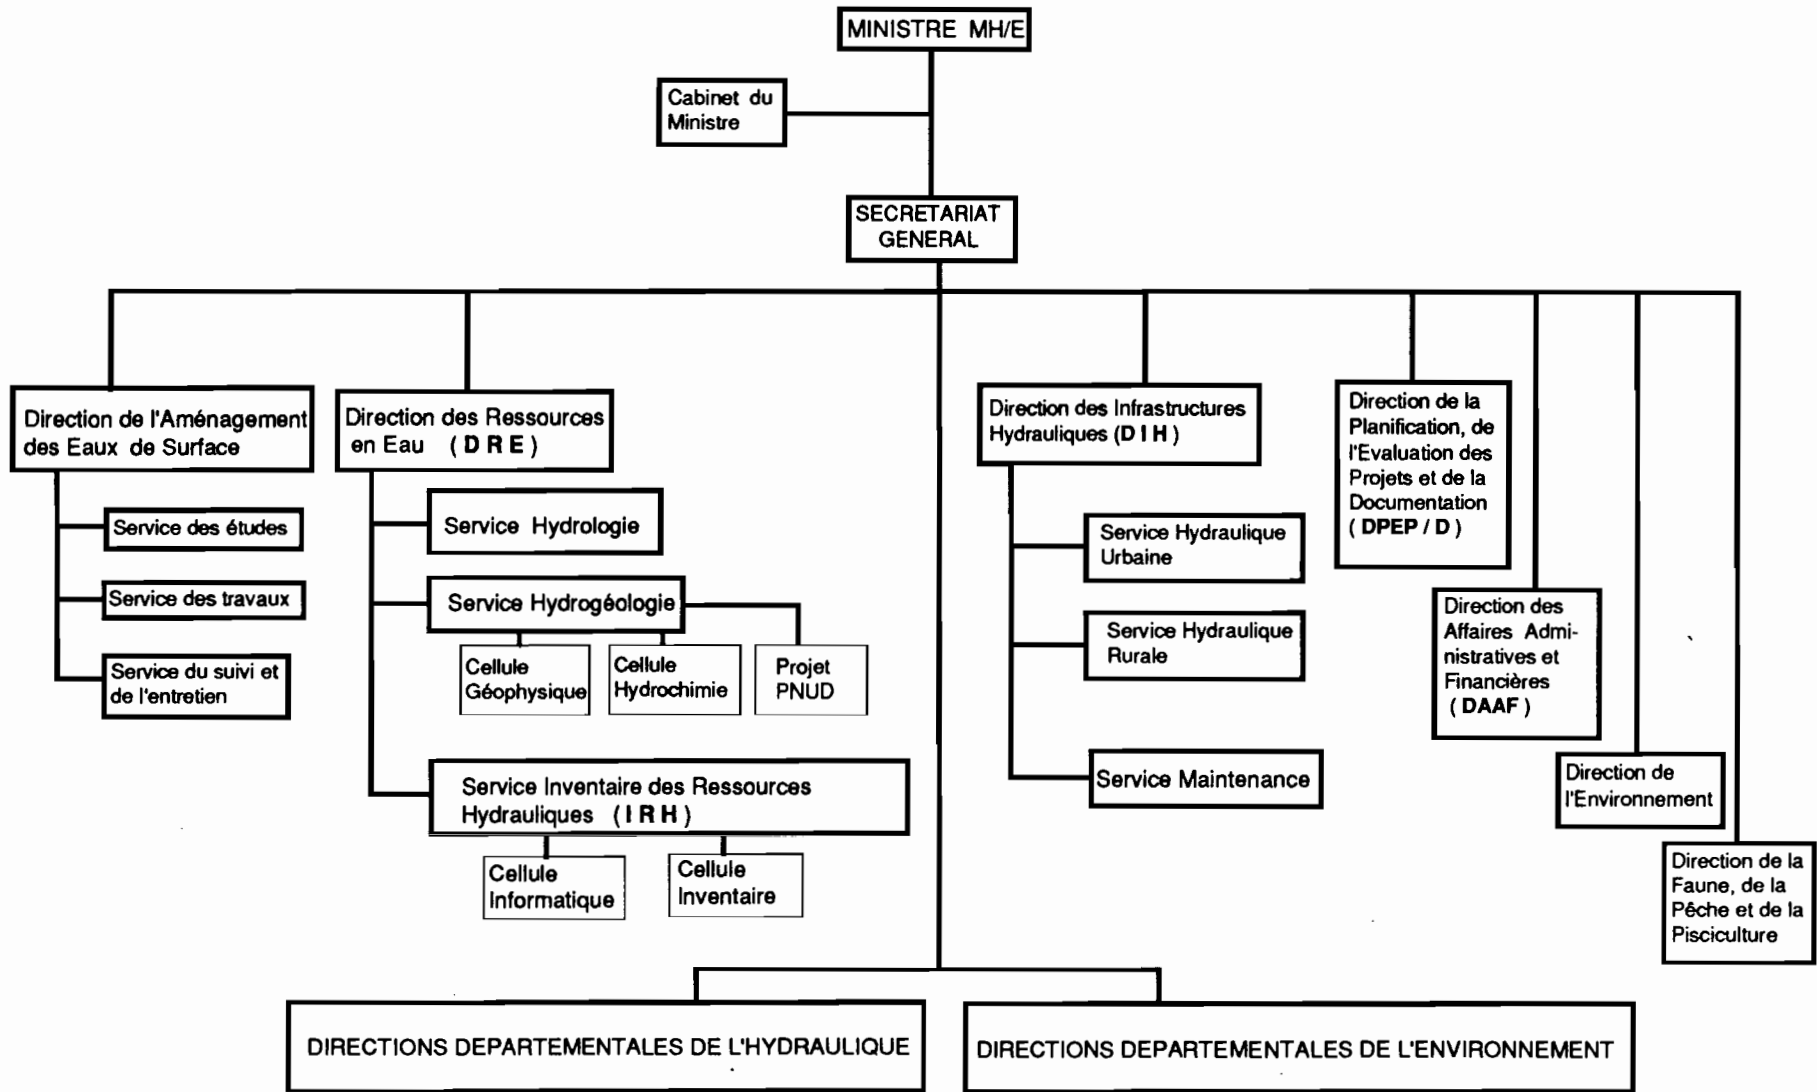 MINISTRE MH/E
Cabinet du
Ministre
SECRETARIAT
GENERAL
Direction de l'Aménagement
des Eaux de Surface
Service des études
Service des travaux
Service du suivi et
de l'entretien
Direction des Ressources
en Eau ( D R E )
Service Hydrologie
Service Hydrogéologie
Cellule
Géophysique
Cellule
Hydrochimie
Projet
PNUD
Service Inventaire des Ressources
Hydrauliques ( I R H )
Cellule
Informatique
Cellule
Inventaire
Direction des Infrastructures
Hydrauliques ( D I H )
Service Hydraulique
Urbaine
Service Hydraulique
Rurale
Service Maintenance
Direction de la
Planification, de
l'Evaluation des
Projets et de la
Documentation
( DPEP / D )
Direction des
Affaires Admi-
nistratives et
Financières
( DAAF )
Direction de
l'Environnement
Direction de la
Faune, de la
Pêche et de la
Pisciculture
DIRECTIONS DEPARTEMENTALES DE L'HYDRAULIQUE
DIRECTIONS DEPARTEMENTALES DE L'ENVIRONNEMENT